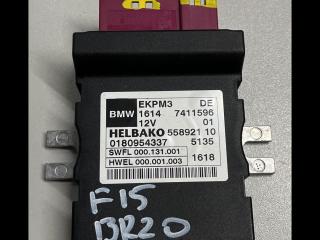 EKPM3 DE
BMW 1614 7411596
12V 01
HELBAKO 558921 10
0180954337 5135
SWFL 000.131.001
HWEL 000.001.003 1618
F15
BR20